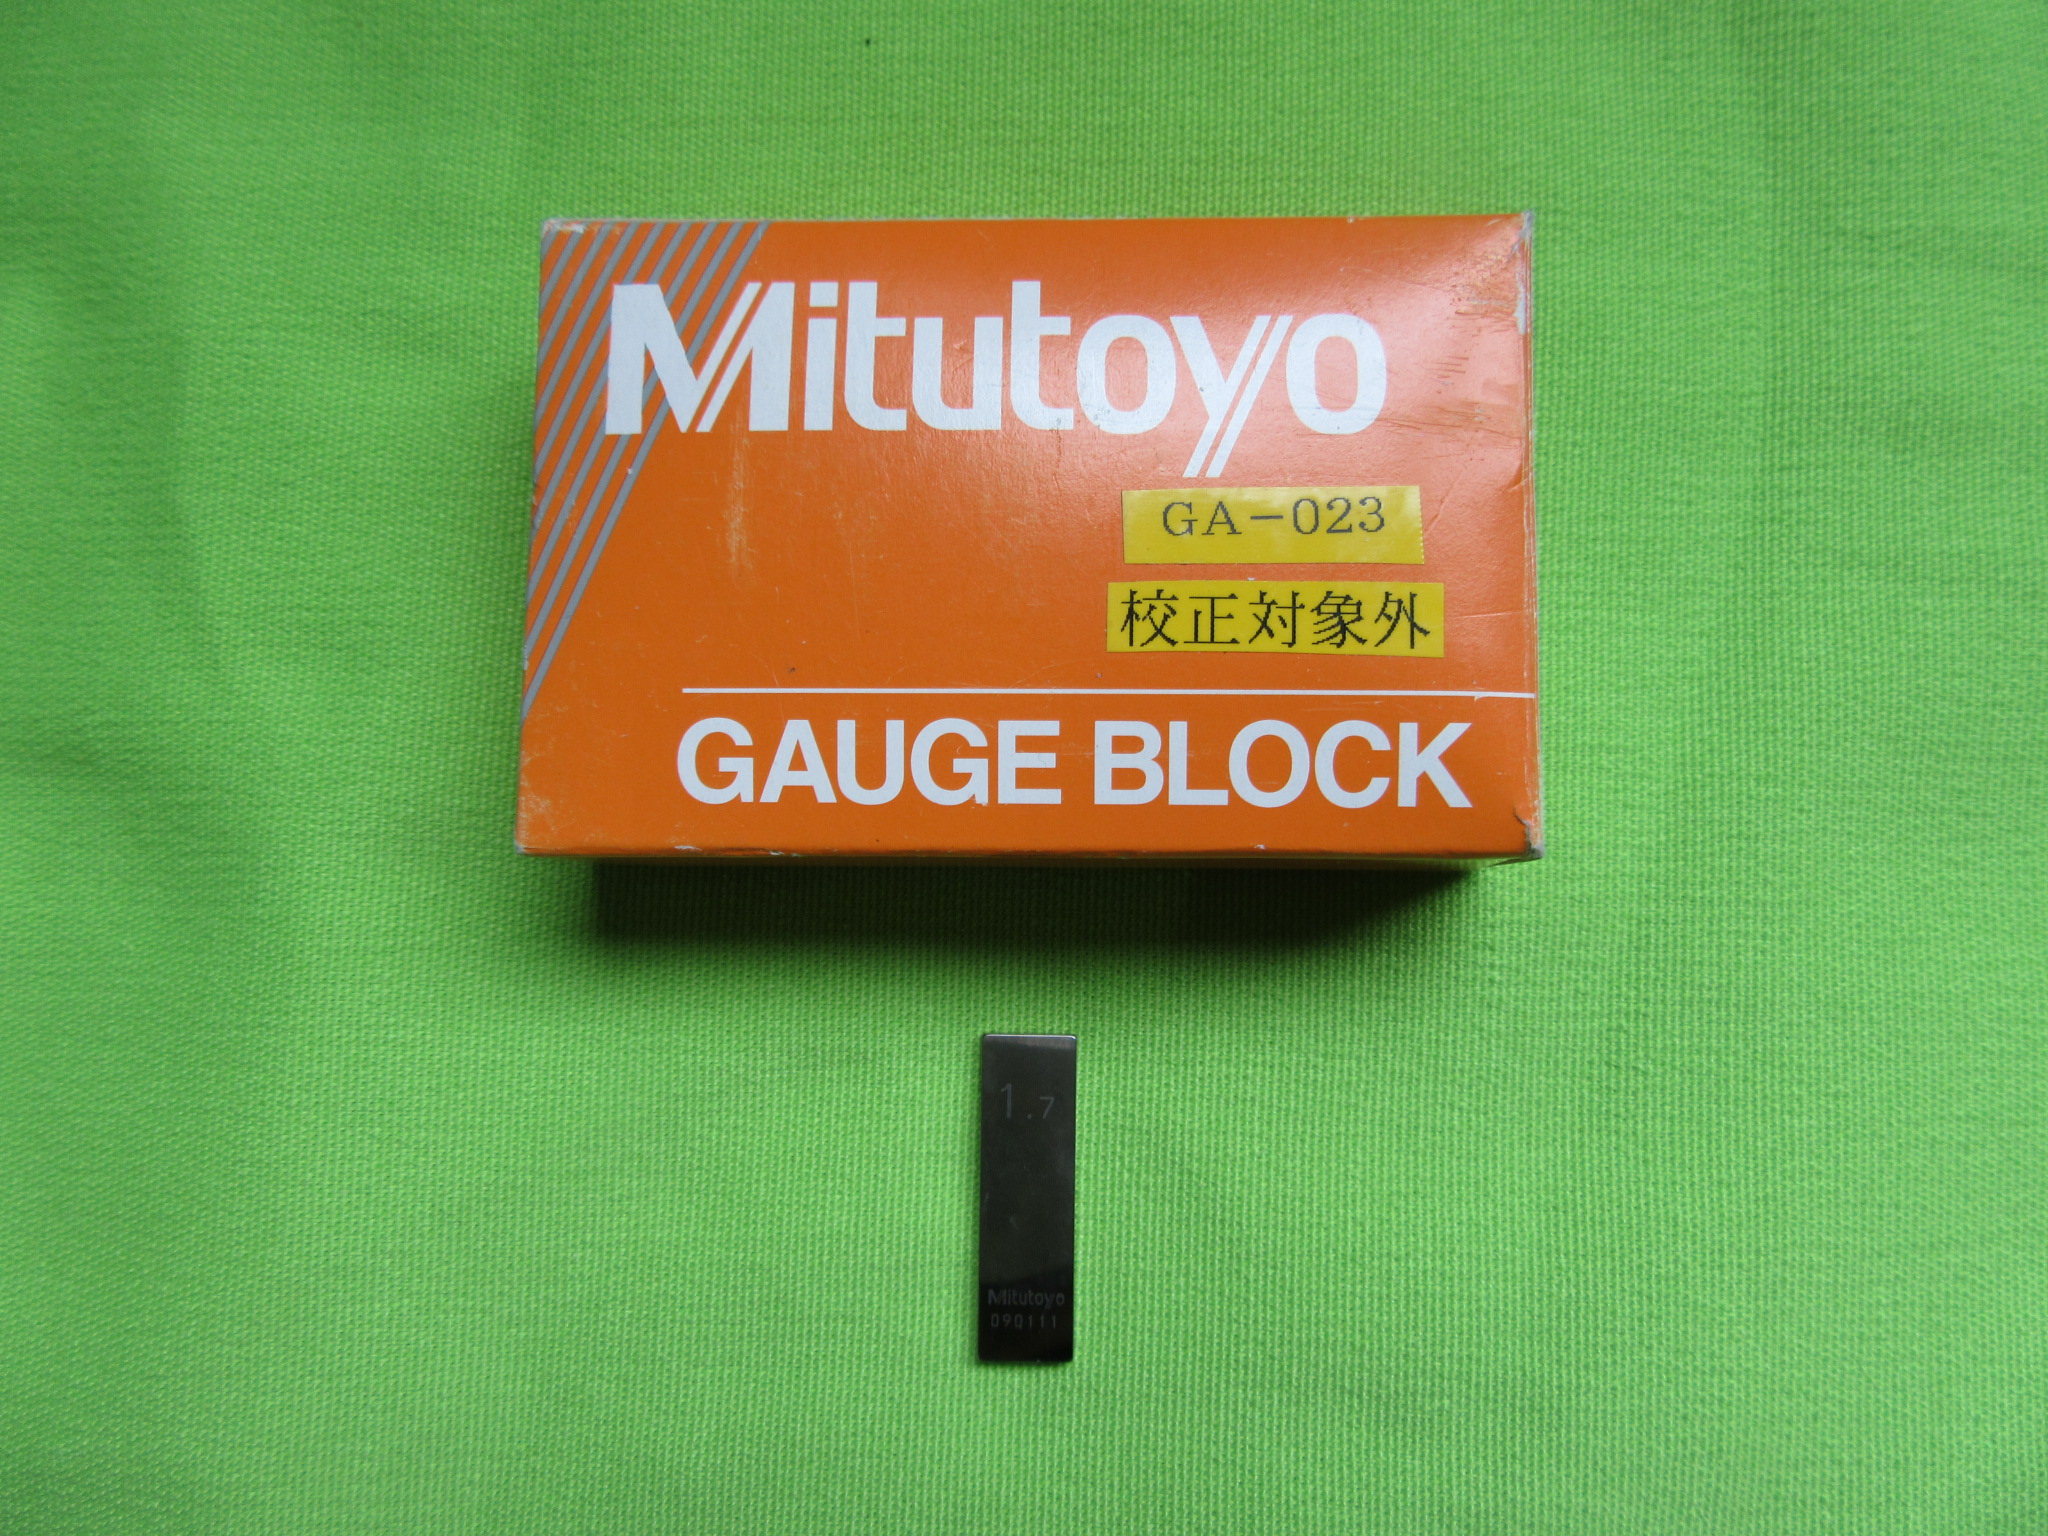 Mitutoyo
GA-023
校正対象外
GAUGE BLOCK
1.7
Mitutoyo
090111